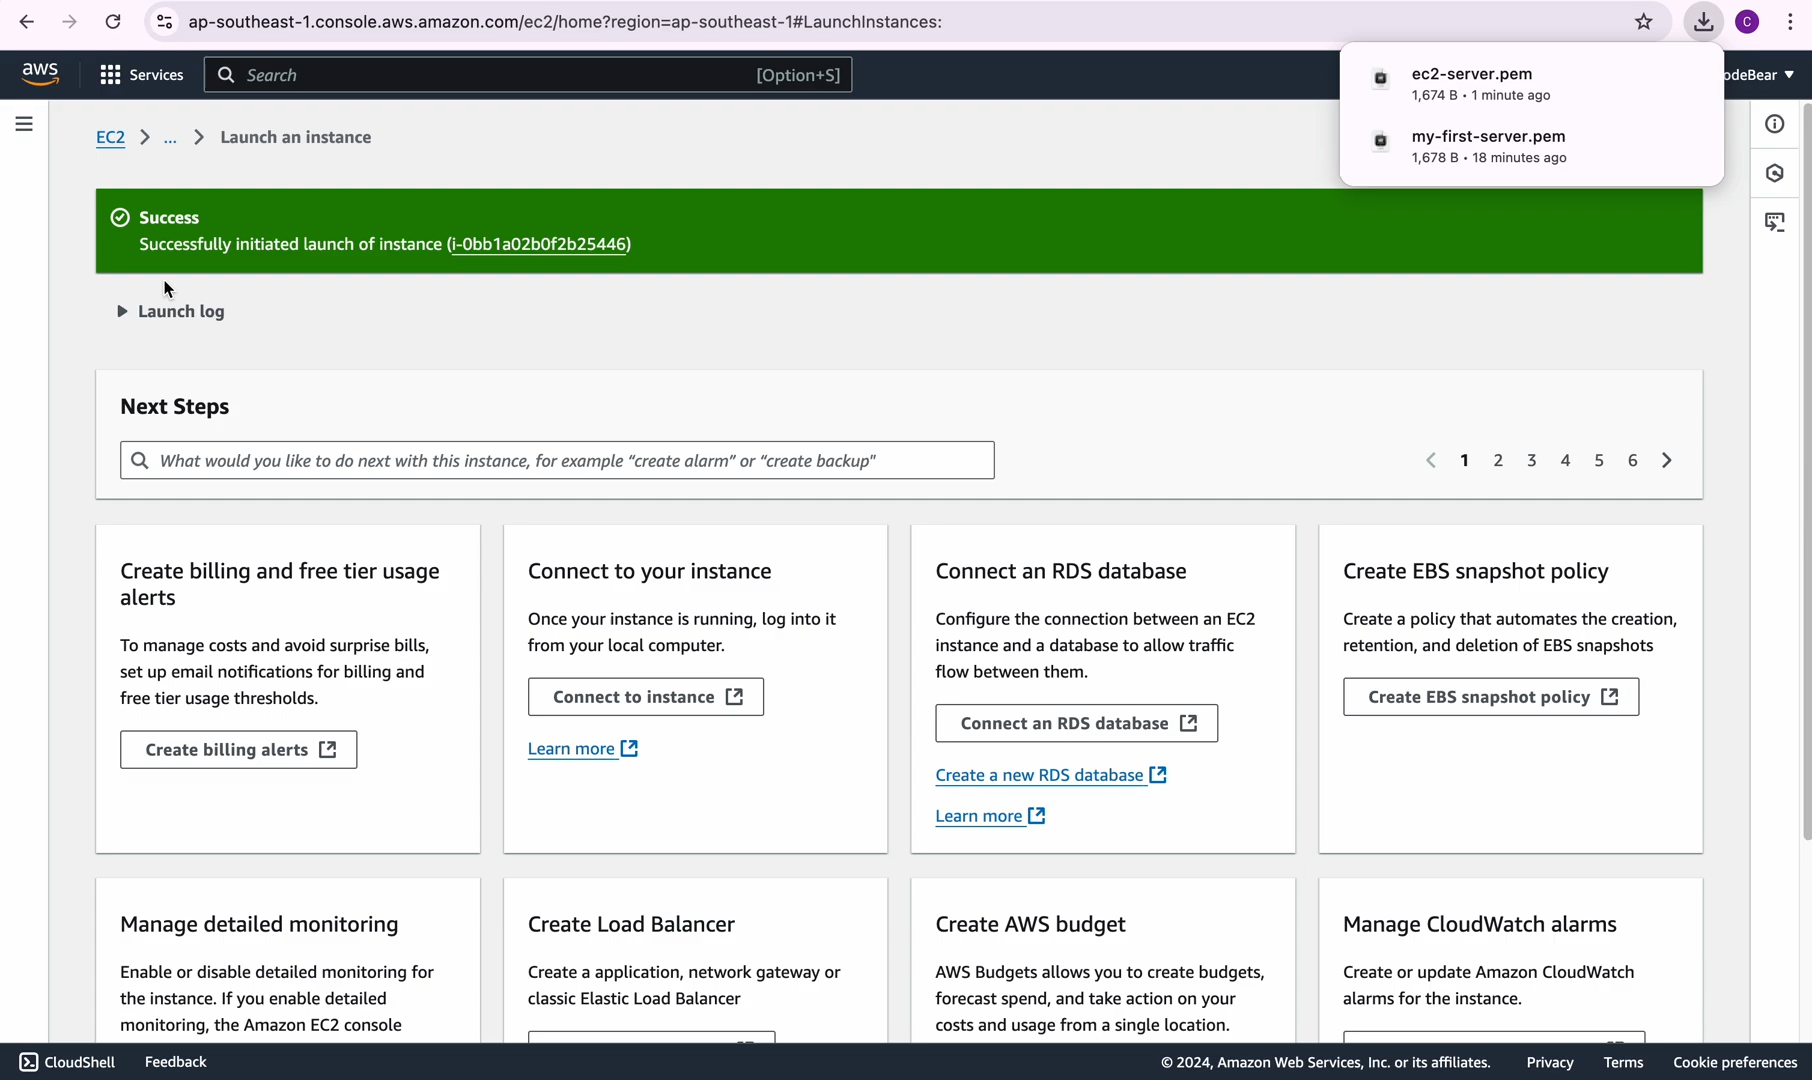 ap-southeast-1.console.aws.amazon.com/ec2/home?region=ap-southeast-1#LaunchInstances:
C
aws
Services
Search
[Option+S]
odeBear
ec2-server.pem
1,674 B • 1 minute ago
my-first-server.pem
1,678 B • 18 minutes ago
EC2 > ... > Launch an instance
Success
Successfully initiated launch of instance (i-0bb1a02b0f2b25446)
Launch log
Next Steps
What would you like to do next with this instance, for example “create alarm” or “create backup”
1 2 3 4 5 6
Create billing and free tier usage
alerts
To manage costs and avoid surprise bills,
set up email notifications for billing and
free tier usage thresholds.
Create billing alerts
Connect to your instance
Once your instance is running, log into it
from your local computer.
Connect to instance
Learn more
Connect an RDS database
Configure the connection between an EC2
instance and a database to allow traffic
flow between them.
Connect an RDS database
Create a new RDS database
Learn more
Create EBS snapshot policy
Create a policy that automates the creation,
retention, and deletion of EBS snapshots
Create EBS snapshot policy
Manage detailed monitoring
Enable or disable detailed monitoring for
the instance. If you enable detailed
monitoring, the Amazon EC2 console
Create Load Balancer
Create a application, network gateway or
classic Elastic Load Balancer
Create AWS budget
AWS Budgets allows you to create budgets,
forecast spend, and take action on your
costs and usage from a single location.
Manage CloudWatch alarms
Create or update Amazon CloudWatch
alarms for the instance.
CloudShell
Feedback
© 2024, Amazon Web Services, Inc. or its affiliates.
Privacy
Terms
Cookie preferences